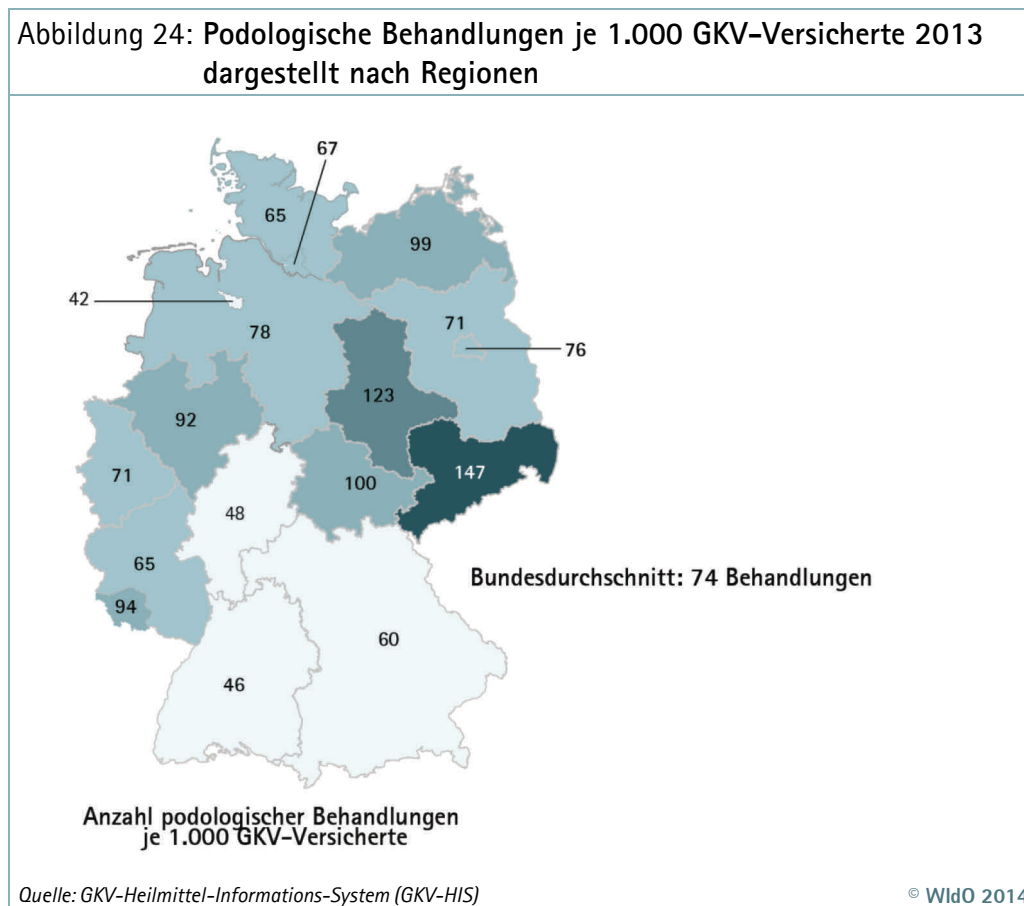 Abbildung 24: Podologische Behandlungen je 1.000 GKV-Versicherte 2013
dargestellt nach Regionen
67
65
99
42
78
71
76
123
92
71
100
147
48
65
94
Bundesdurchschnitt: 74 Behandlungen
60
46
Anzahl podologischer Behandlungen
je 1.000 GKV-Versicherte
Quelle: GKV-Heilmittel-Informations-System (GKV-HIS)
© WIdO 2014